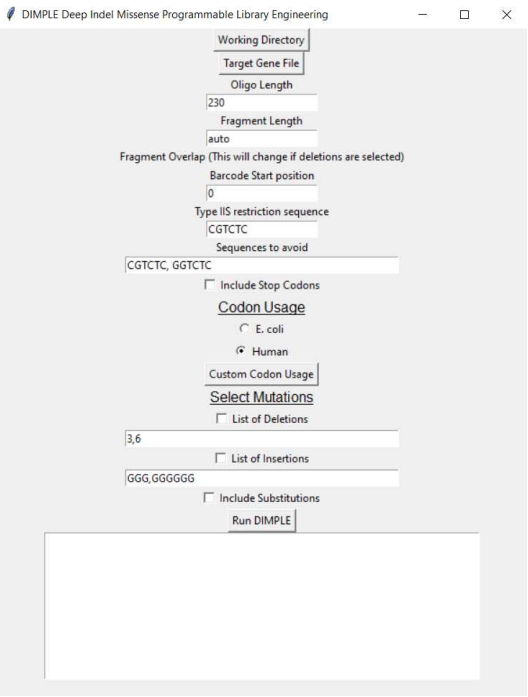 DIMPLE Deep Indel Missense Programmable Library Engineering
Working Directory
Target Gene File
Oligo Length
230
Fragment Length
auto
Fragment Overlap (This will change if deletions are selected)
Barcode Start position
0
Type IIS restriction sequence
CGTCTC
Sequences to avoid
CGTCTC, GGTCTC
Include Stop Codons
Codon Usage
E. coli
Human
Custom Codon Usage
Select Mutations
List of Deletions
3,6
List of Insertions
GGG,GGGGGG
Include Substitutions
Run DIMPLE